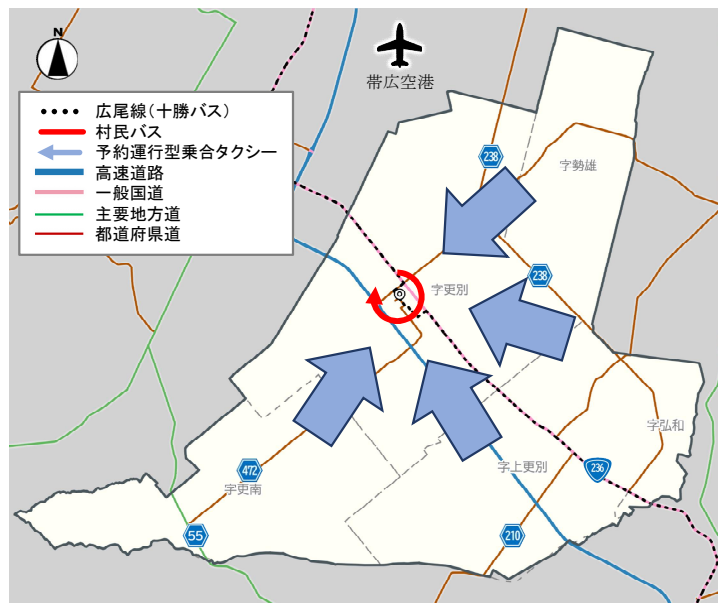 N
帯広空港
広尾線(十勝バス)
村民バス
予約運行型乗合タクシー
高速道路
一般国道
主要地方道
都道府県道
238
字勢雄
238
字更別
字弘和
472
字更南
字上更別
236
55
210